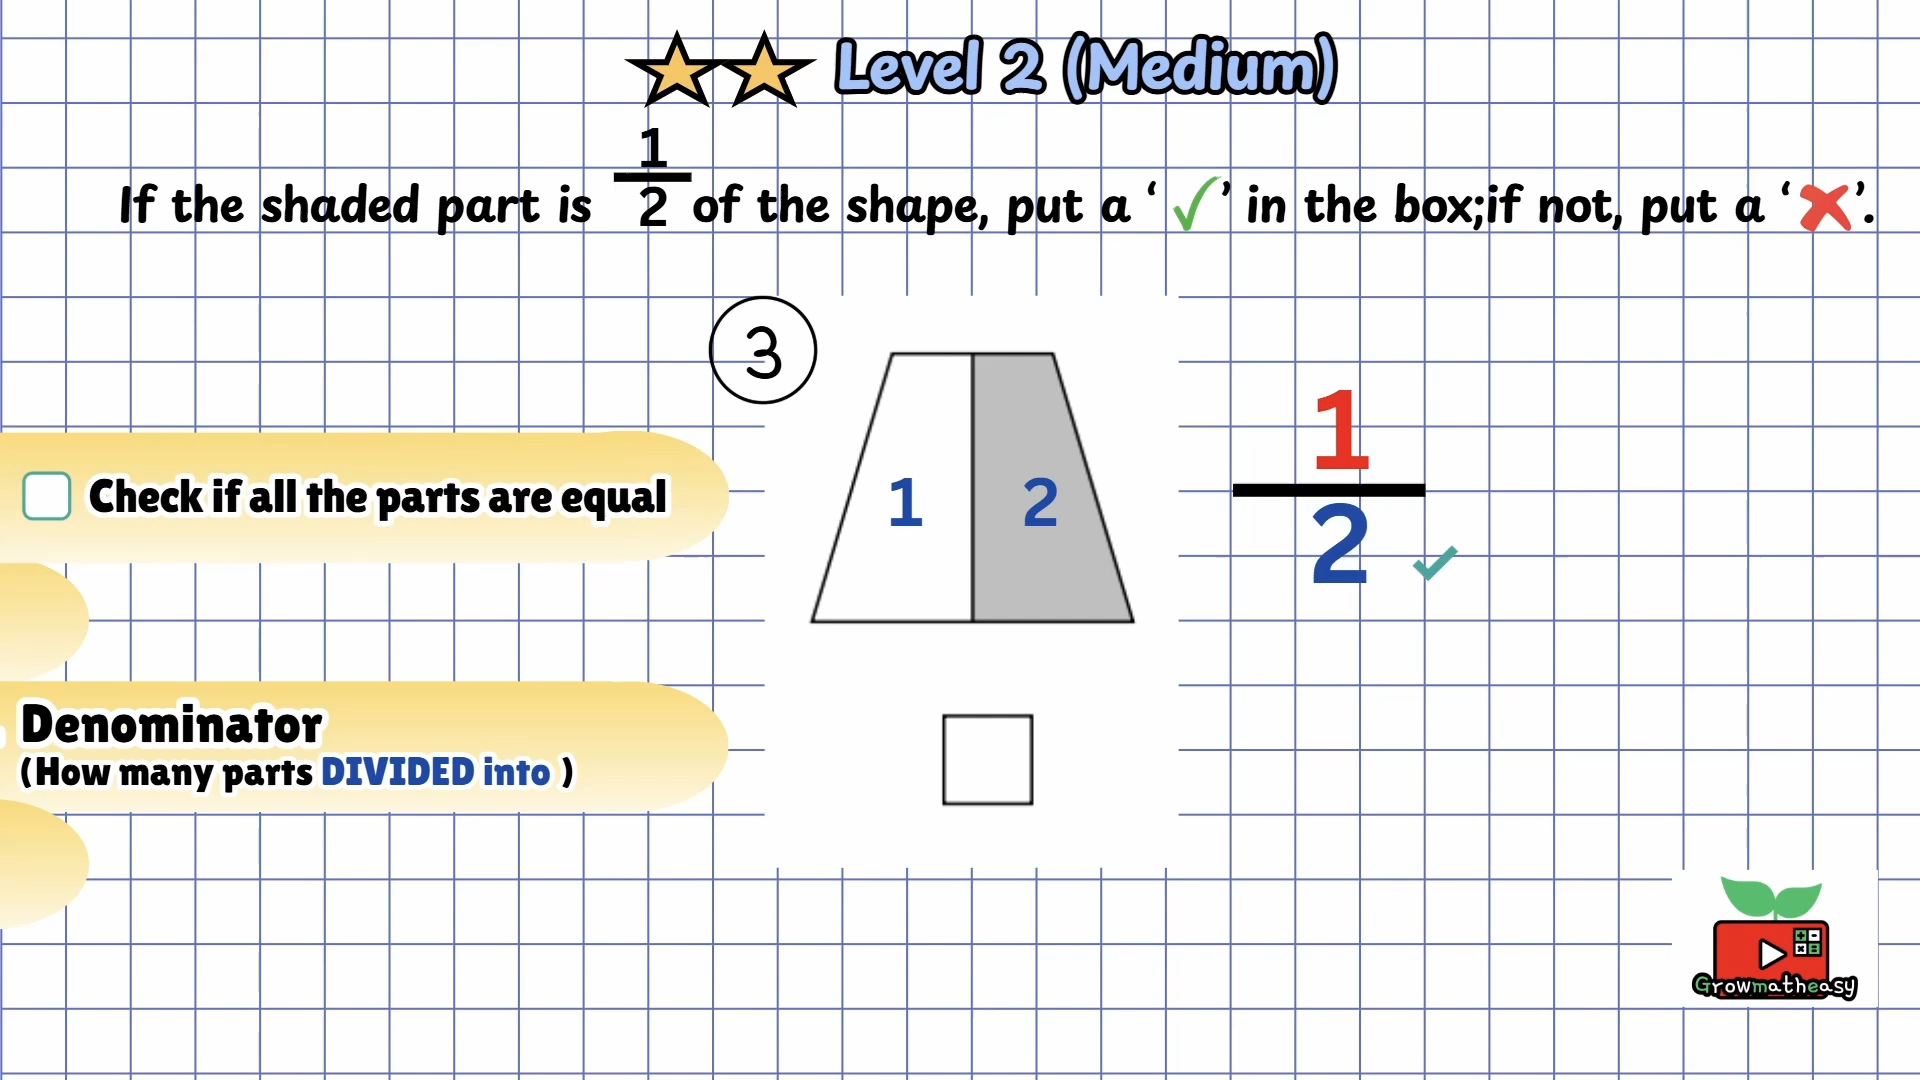 Level 2 (Medium)
If the shaded part is 1/2 of the shape, put a ‘✓’ in the box;if not, put a ‘✗’.
3
1 2
1
2 ✓
Check if all the parts are equal
Denominator
(How many parts DIVIDED into )
Growmatheasy